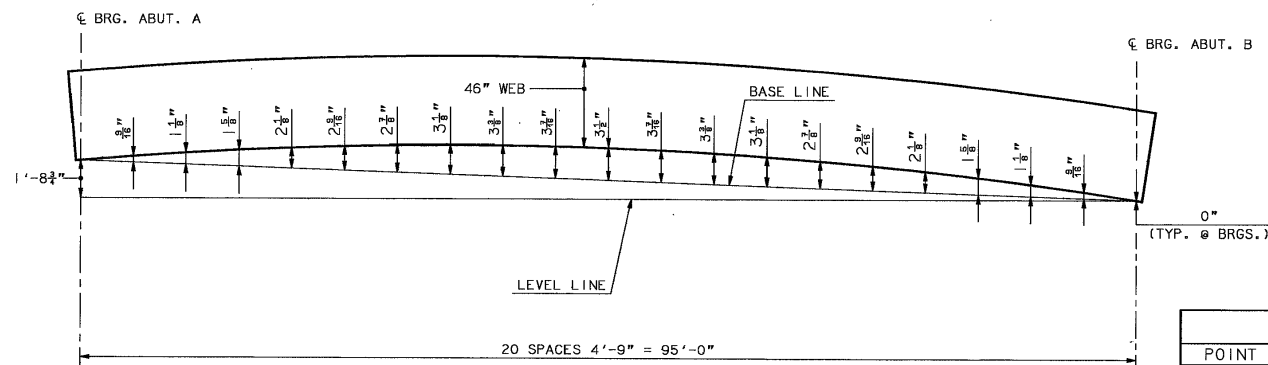 ℄ BRG. ABUT. A
℄ BRG. ABUT. B
46" WEB
BASE LINE
9/16"
1 1/8"
1 5/8"
2 1/8"
2 9/16"
2 7/8"
3 1/8"
3 3/8"
3 7/16"
3 1/2"
3 7/16"
3 3/8"
3 1/8"
2 7/8"
2 9/16"
2 1/8"
1 5/8"
1 1/8"
9/16"
1'-8 3/4"
0"
(TYP. @ BRGS.)
LEVEL LINE
20 SPACES 4'-9" = 95'-0"
POINT